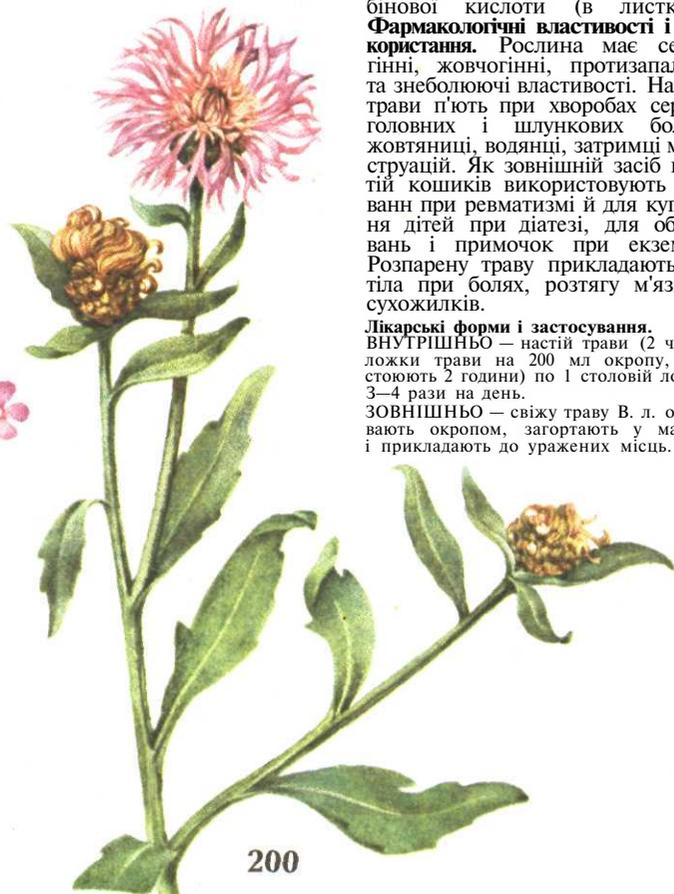 бінової кислоти (в листк
Фармакологічні властивості і
користання. Рослина має се
гінні, жовчогінні, протизапал
та знеболюючі властивості. На
трави п'ють при хворобах сер
головних і шлункових бол
жовтяниці, водянці, затримці м
струацій. Як зовнішній засіб
тій кошиків використовують
ванн при ревматизмі й для куп
ня дітей при діатезі, для об
вань і примочок при екзем
Розпарену траву прикладають
тіла при болях, розтягу м'яз
сухожилків.
Лікарські форми і застосування.
ВНУТРІШНЬО — настій трави (2 ч
ложки трави на 200 мл окропу,
стоюють 2 години) по 1 столовій ло
3—4 рази на день.
ЗОВНІШНЬО — свіжу траву В. л. о
вають окропом, загортають у ма
і прикладають до уражених місць.
200